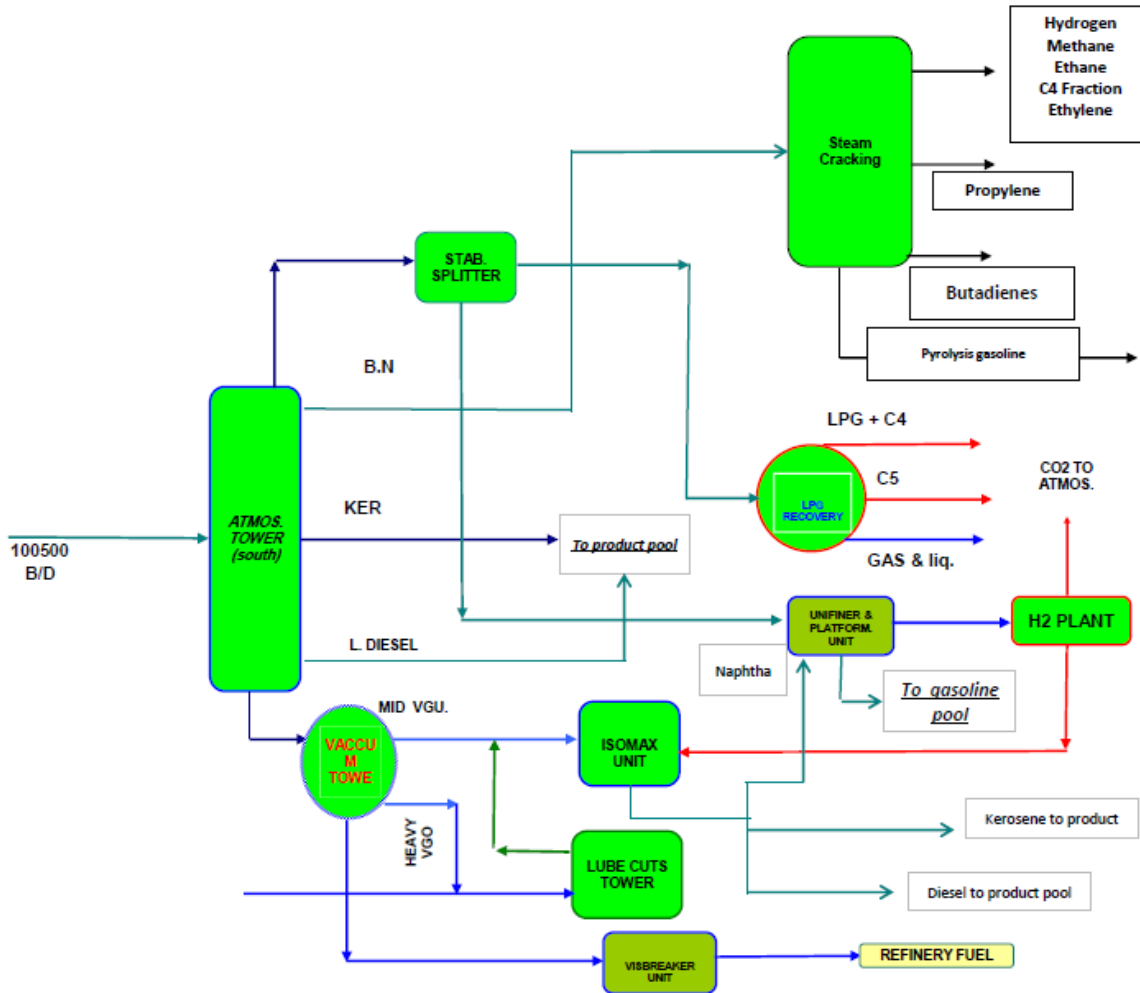 Hydrogen
Methane
Ethane
C4 Fraction
Ethylene
Steam
Cracking
Propylene
STAB.
SPLITTER
Butadienes
Pyrolysis gasoline
B.N
LPG + C4
C5
CO2 TO
ATMOS.
KER
LPG
RECOVERY
ATMOS.
TOWER
(south)
To product pool
100500
B/D
GAS & liq.
UNIFINER &
PLATFORM.
UNIT
H2 PLANT
L. DIESEL
Naphtha
To gasoline
pool
MID VGU.
VACCU
M
TOWE
ISOMAX
UNIT
Kerosene to product
HEAVY
VGO
LUBE CUTS
TOWER
Diesel to product pool
VISBREAKER
UNIT
REFINERY FUEL